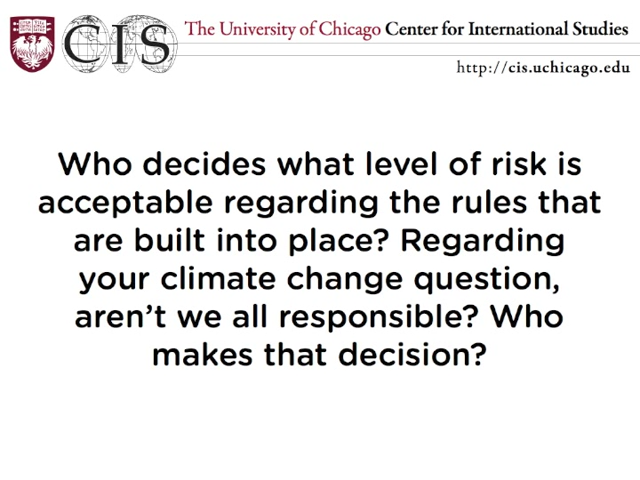 CIS
The University of Chicago Center for International Studies
http://cis.uchicago.edu
Who decides what level of risk is
acceptable regarding the rules that
are built into place? Regarding
your climate change question,
aren't we all responsible? Who
makes that decision?